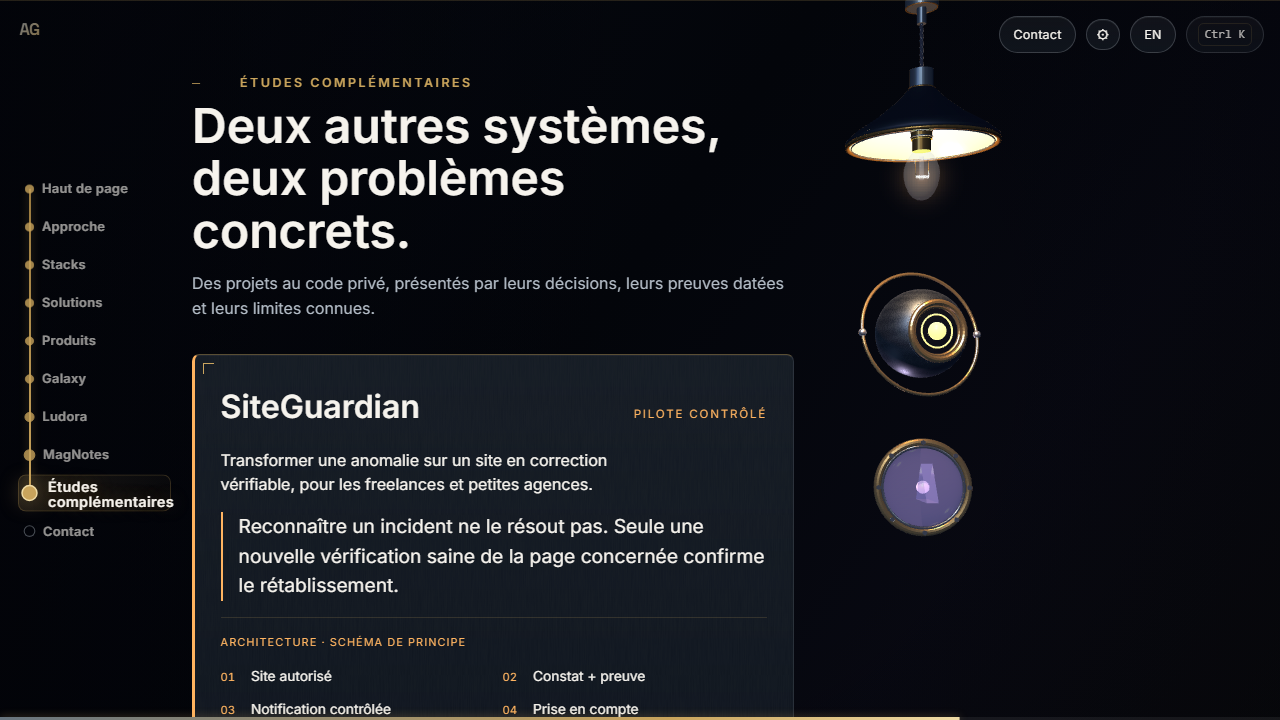 AG
Contact
EN
Ctrl K
Haut de page
Approche
Stacks
Solutions
Produits
Galaxy
Ludora
MagNotes
Études
complémentaires
Contact
— ÉTUDES COMPLÉMENTAIRES
Deux autres systèmes,
deux problèmes
concrets.
Des projets au code privé, présentés par leurs décisions, leurs preuves datées
et leurs limites connues.
SiteGuardian
PILOTE CONTRÔLÉ
Transformer une anomalie sur un site en correction
vérifiable, pour les freelances et petites agences.
Reconnaître un incident ne le résout pas. Seule une
nouvelle vérification saine de la page concernée confirme
le rétablissement.
ARCHITECTURE · SCHÉMA DE PRINCIPE
01 Site autorisé
02 Constat + preuve
03 Notification contrôlée
04 Prise en compte